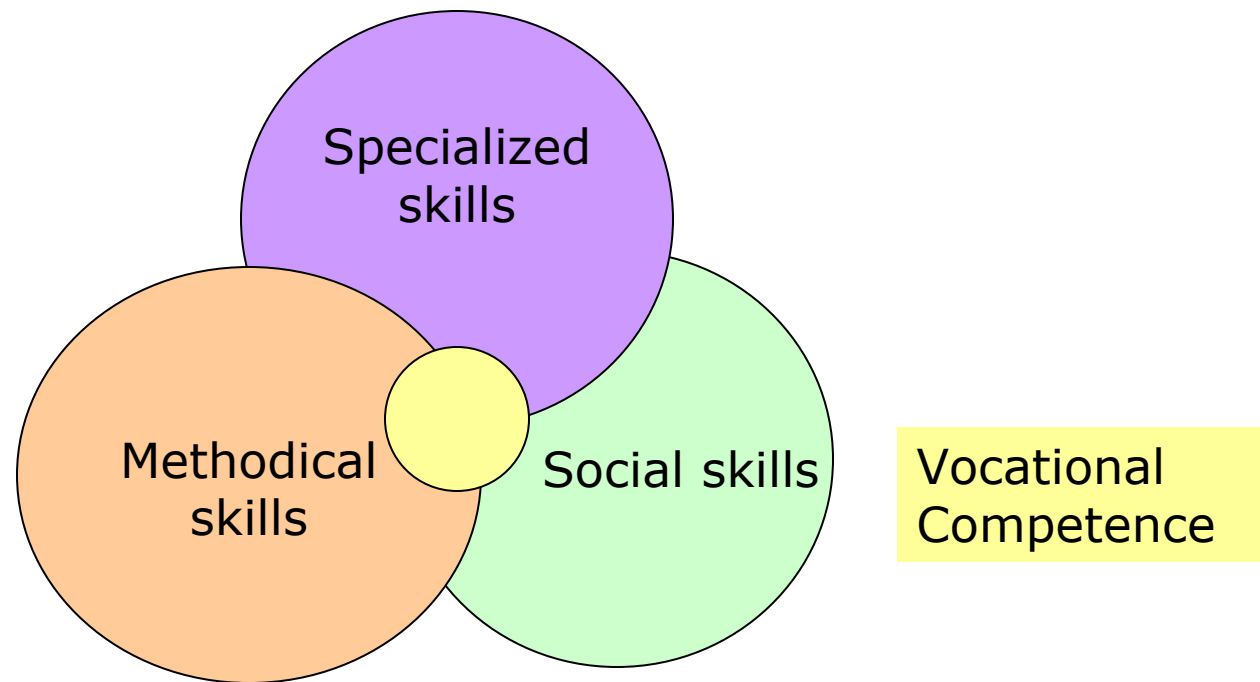 Specialized
skills
Methodical
skills
Social skills
Vocational
Competence